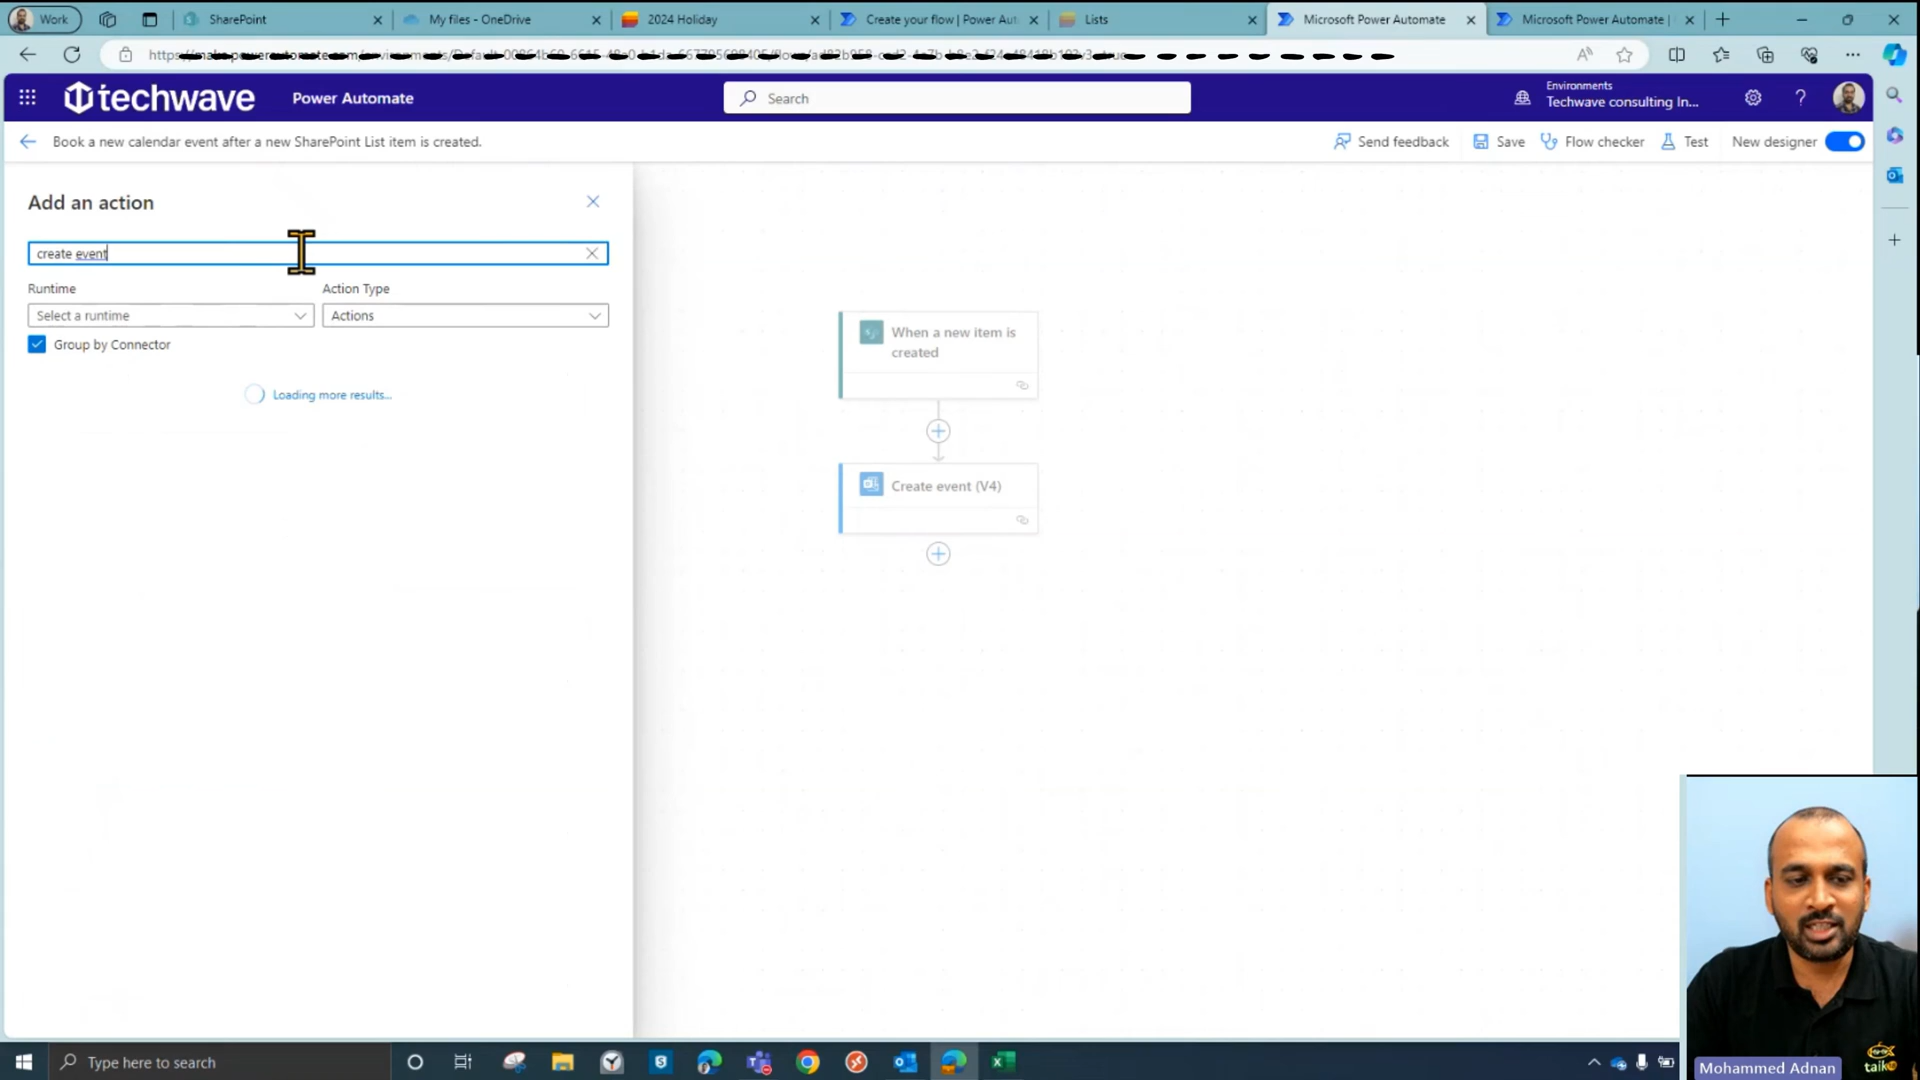 Work
SharePoint
My files - OneDrive
2024 Holiday
Create your flow | Power Aut
Lists
Microsoft Power Automate
Microsoft Power Automate |
techwave
Power Automate
Search
Environments
Techwave consulting In...
Book a new calendar event after a new SharePoint List item is created.
Send feedback
Save
Flow checker
Test
New designer
Add an action
create event
Runtime
Action Type
Select a runtime
Actions
Group by Connector
Loading more results...
When a new item is
created
Create event (V4)
Type here to search
Mohammed Adnan